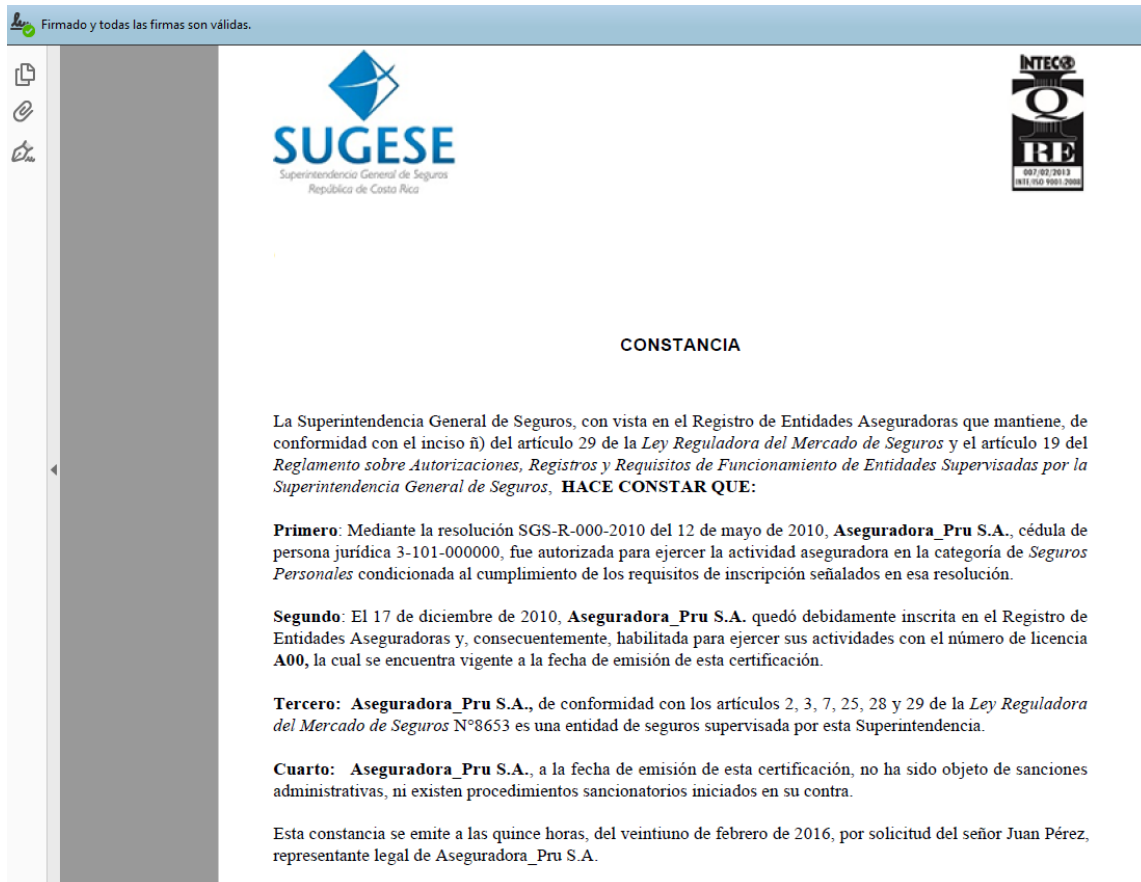 Firmado y todas las firmas son válidas.
SUGESE
Superintendencia General de Seguros
República de Costa Rica
INTECO
Q
RE
007/02/2013
INTE/ISO 9001:2008
CONSTANCIA
La Superintendencia General de Seguros, con vista en el Registro de Entidades Aseguradoras que mantiene, de
conformidad con el inciso ñ) del artículo 29 de la Ley Reguladora del Mercado de Seguros y el artículo 19 del
Reglamento sobre Autorizaciones, Registros y Requisitos de Funcionamiento de Entidades Supervisadas por la
Superintendencia General de Seguros, HACE CONSTAR QUE:
Primero: Mediante la resolución SGS-R-000-2010 del 12 de mayo de 2010, Aseguradora_Pru S.A., cédula de
persona jurídica 3-101-000000, fue autorizada para ejercer la actividad aseguradora en la categoría de Seguros
Personales condicionada al cumplimiento de los requisitos de inscripción señalados en esa resolución.
Segundo: El 17 de diciembre de 2010, Aseguradora_Pru S.A. quedó debidamente inscrita en el Registro de
Entidades Aseguradoras y, consecuentemente, habilitada para ejercer sus actividades con el número de licencia
A00, la cual se encuentra vigente a la fecha de emisión de esta certificación.
Tercero: Aseguradora_Pru S.A., de conformidad con los artículos 2, 3, 7, 25, 28 y 29 de la Ley Reguladora
del Mercado de Seguros N°8653 es una entidad de seguros supervisada por esta Superintendencia.
Cuarto: Aseguradora_Pru S.A., a la fecha de emisión de esta certificación, no ha sido objeto de sanciones
administrativas, ni existen procedimientos sancionatorios iniciados en su contra.
Esta constancia se emite a las quince horas, del veintiuno de febrero de 2016, por solicitud del señor Juan Pérez,
representante legal de Aseguradora_Pru S.A.